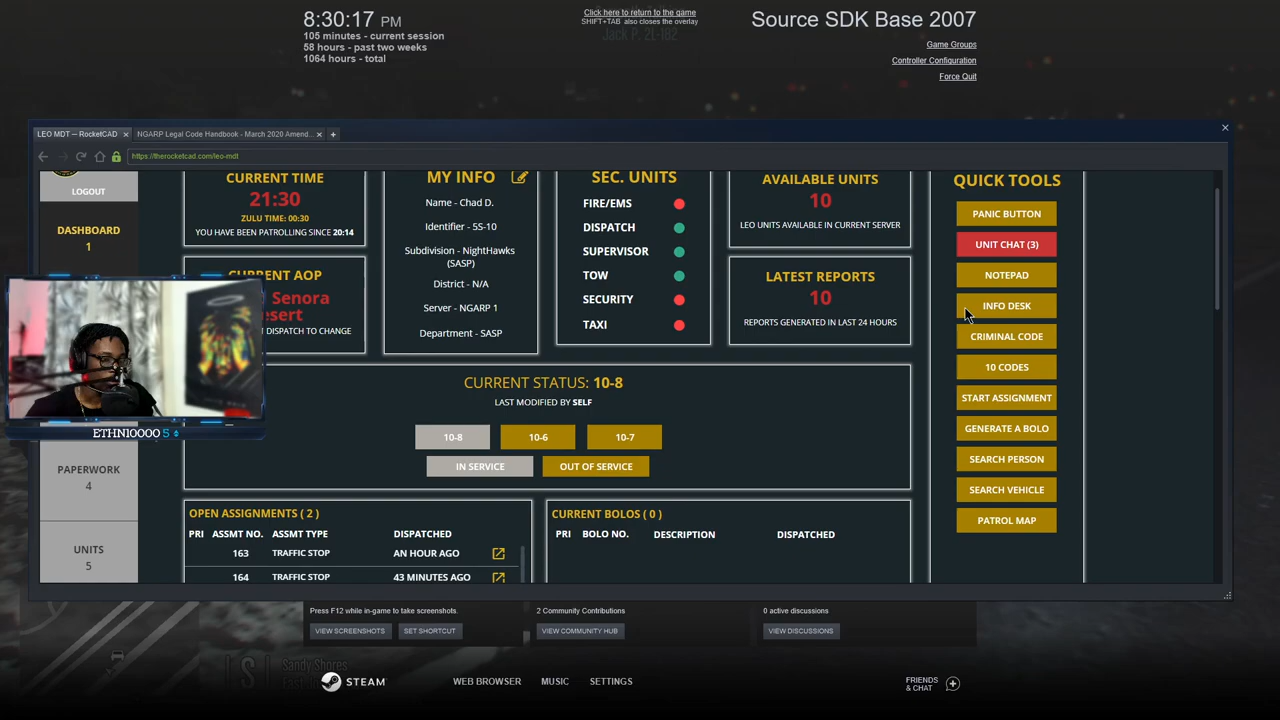 8:30:17 PM
105 minutes - current session
58 hours - past two weeks
1064 hours - total
Click here to return to the game
SHIFT+TAB also closes the overlay
Jack P. 2L-182
Source SDK Base 2007
Game Groups
Controller Configuration
Force Quit
LEO MDT — RocketCAD
NGARP Legal Code Handbook - March 2020 Amend...
https://therocketcad.com/leo-mdt
LOGOUT
DASHBOARD
1
PAPERWORK
4
UNITS
5
CURRENT TIME
21:30
ZULU TIME: 00:30
YOU HAVE BEEN PATROLLING SINCE 20:14
CURRENT AOP
Senora
esert
DISPATCH TO CHANGE
MY INFO
Name - Chad D.
Identifier - 5S-10
Subdivision - NightHawks
(SASP)
District - N/A
Server - NGARP 1
Department - SASP
SEC. UNITS
FIRE/EMS
DISPATCH
SUPERVISOR
TOW
SECURITY
TAXI
AVAILABLE UNITS
10
LEO UNITS AVAILABLE IN CURRENT SERVER
LATEST REPORTS
10
REPORTS GENERATED IN LAST 24 HOURS
CURRENT STATUS: 10-8
LAST MODIFIED BY SELF
10-8 10-6 10-7
IN SERVICE OUT OF SERVICE
OPEN ASSIGNMENTS ( 2 )
PRI ASSMT NO. ASSMT TYPE DISPATCHED
163 TRAFFIC STOP AN HOUR AGO
164 TRAFFIC STOP 43 MINUTES AGO
CURRENT BOLOS ( 0 )
PRI BOLO NO. DESCRIPTION DISPATCHED
QUICK TOOLS
PANIC BUTTON
UNIT CHAT (3)
NOTEPAD
INFO DESK
CRIMINAL CODE
10 CODES
START ASSIGNMENT
GENERATE A BOLO
SEARCH PERSON
SEARCH VEHICLE
PATROL MAP
ETHN10000 5
Press F12 while in-game to take screenshots.
VIEW SCREENSHOTS SET SHORTCUT
2 Community Contributions
VIEW COMMUNITY HUB
0 active discussions
VIEW DISCUSSIONS
| S | Sandy Shores
STEAM
WEB BROWSER MUSIC SETTINGS
FRIENDS
& CHAT